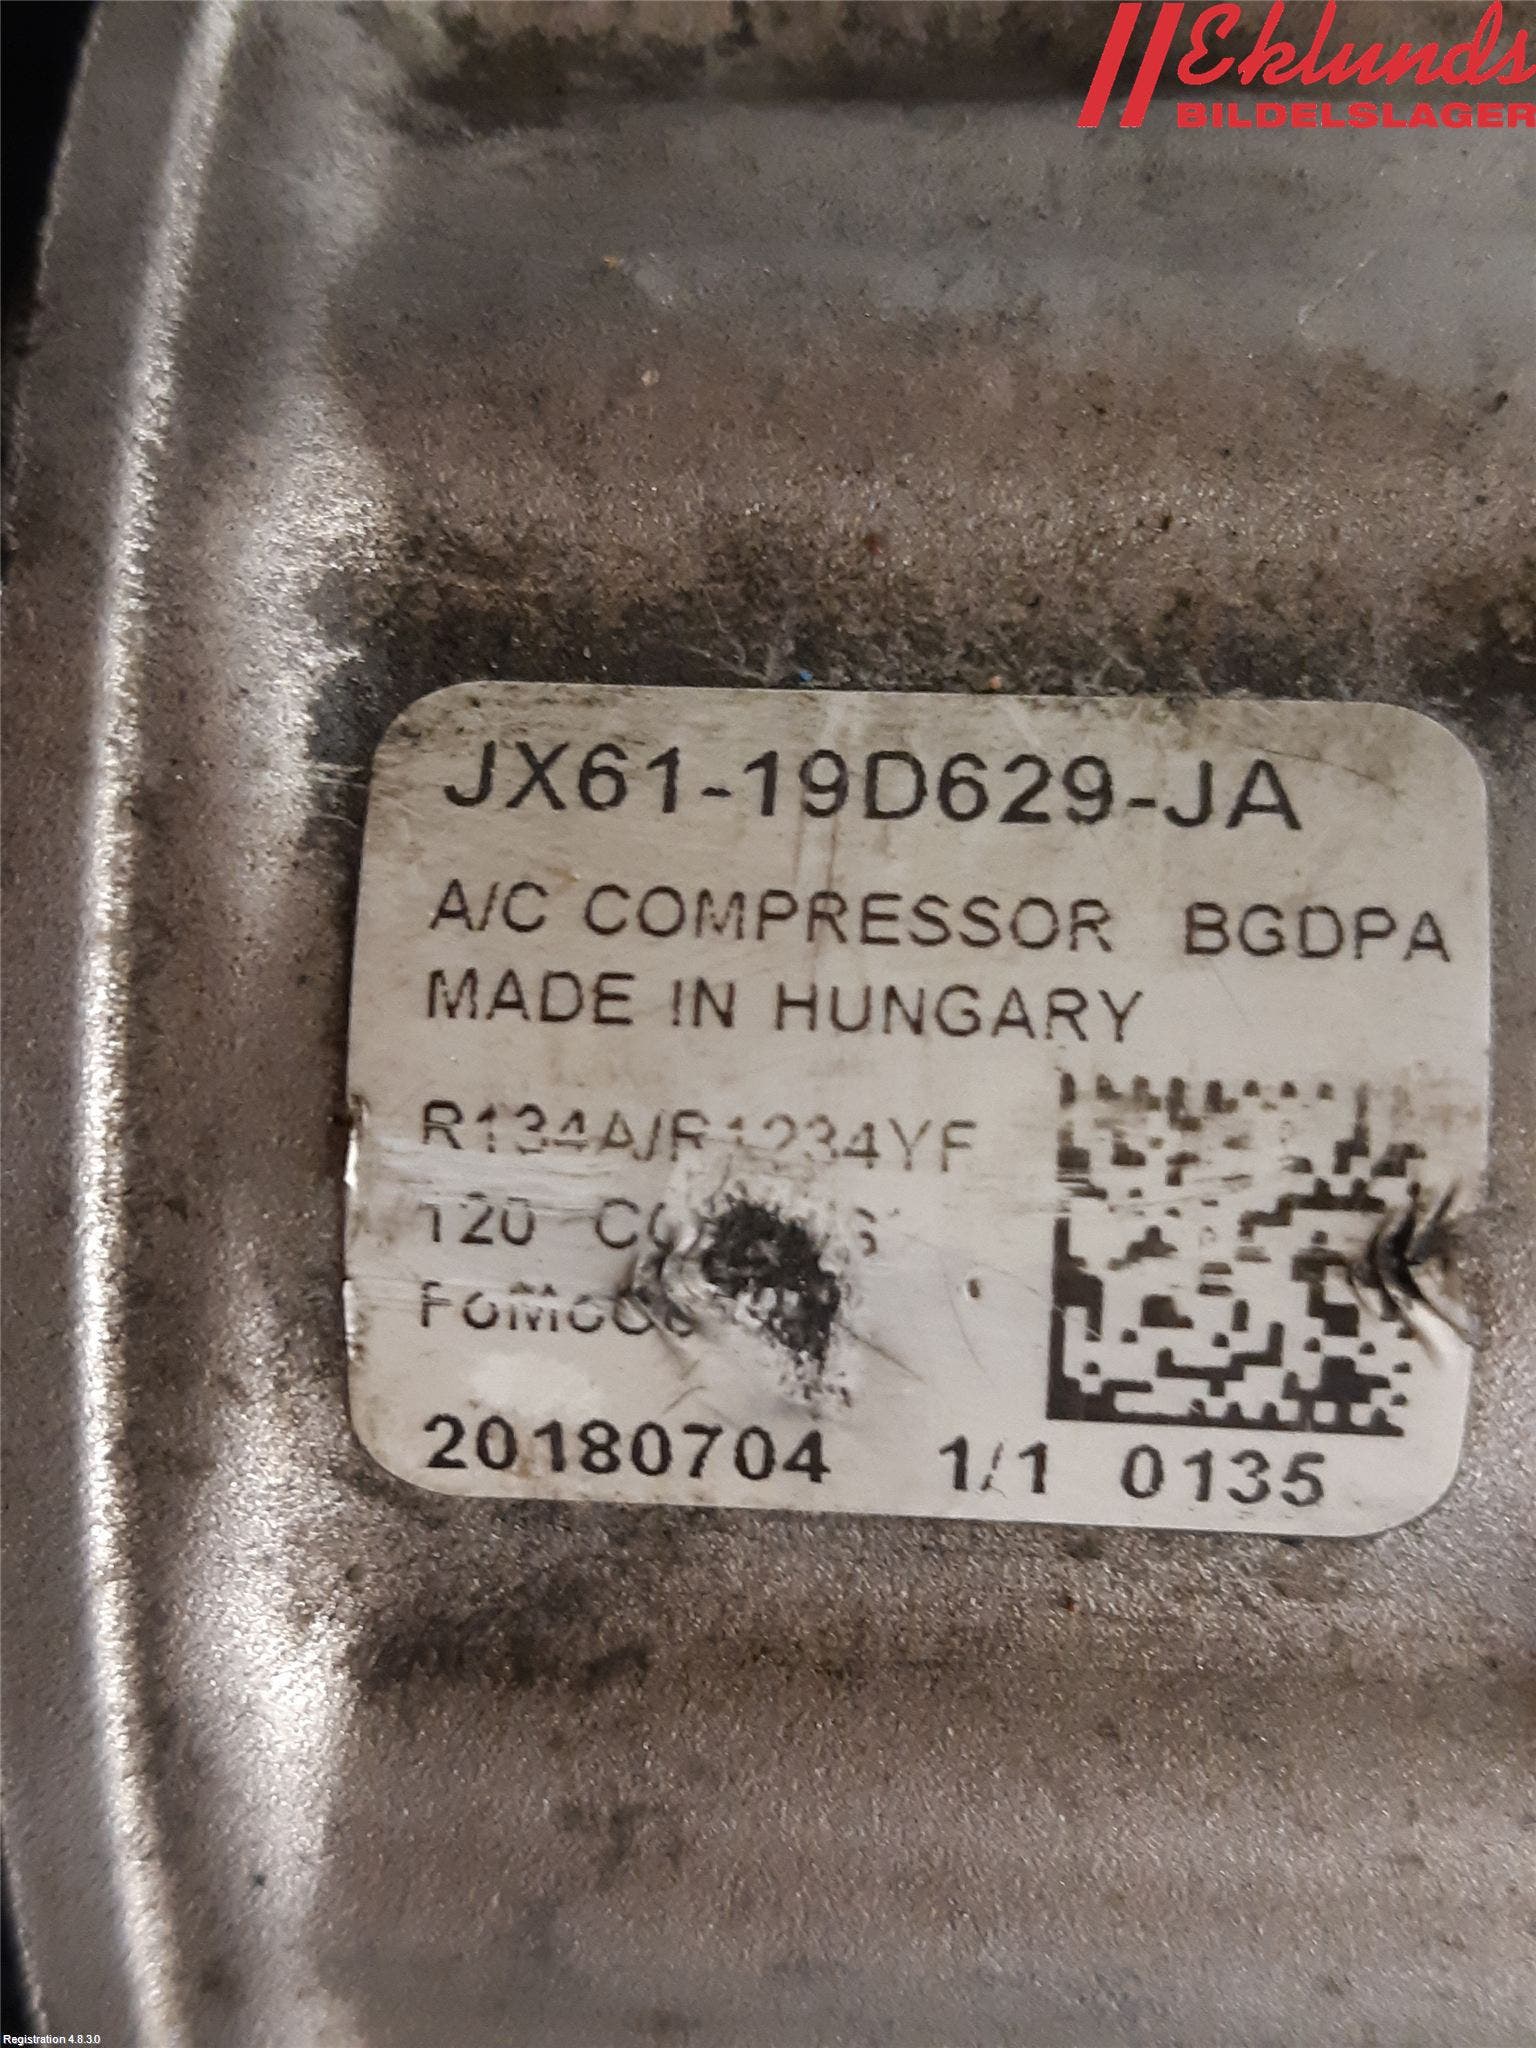 Eklunds
BILDELSLAGER
JX61-19D629-JA
A/C COMPRESSOR BGDPA
MADE IN HUNGARY
R134A/R1234YF
120
20180704 1/1 0135
Registration 4.8.3.0